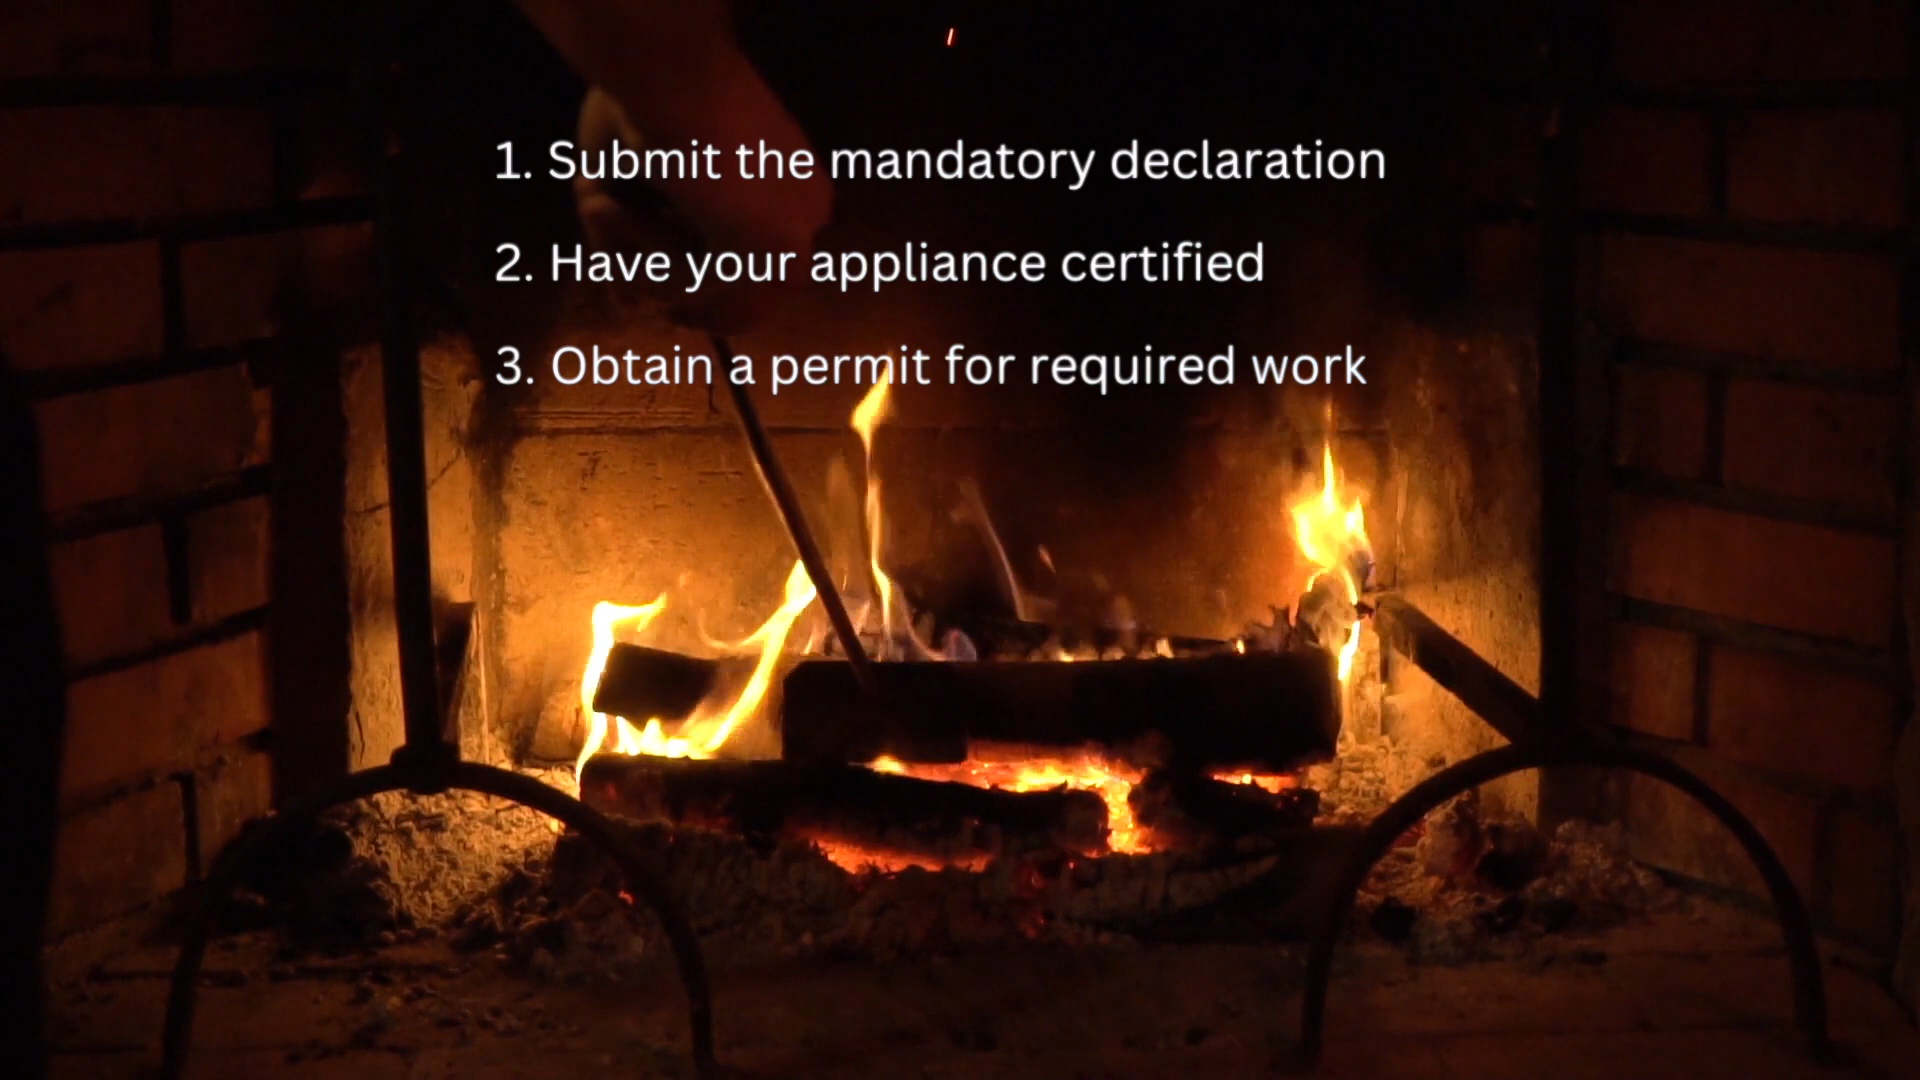 1. Submit the mandatory declaration
2. Have your appliance certified
3. Obtain a permit for required work